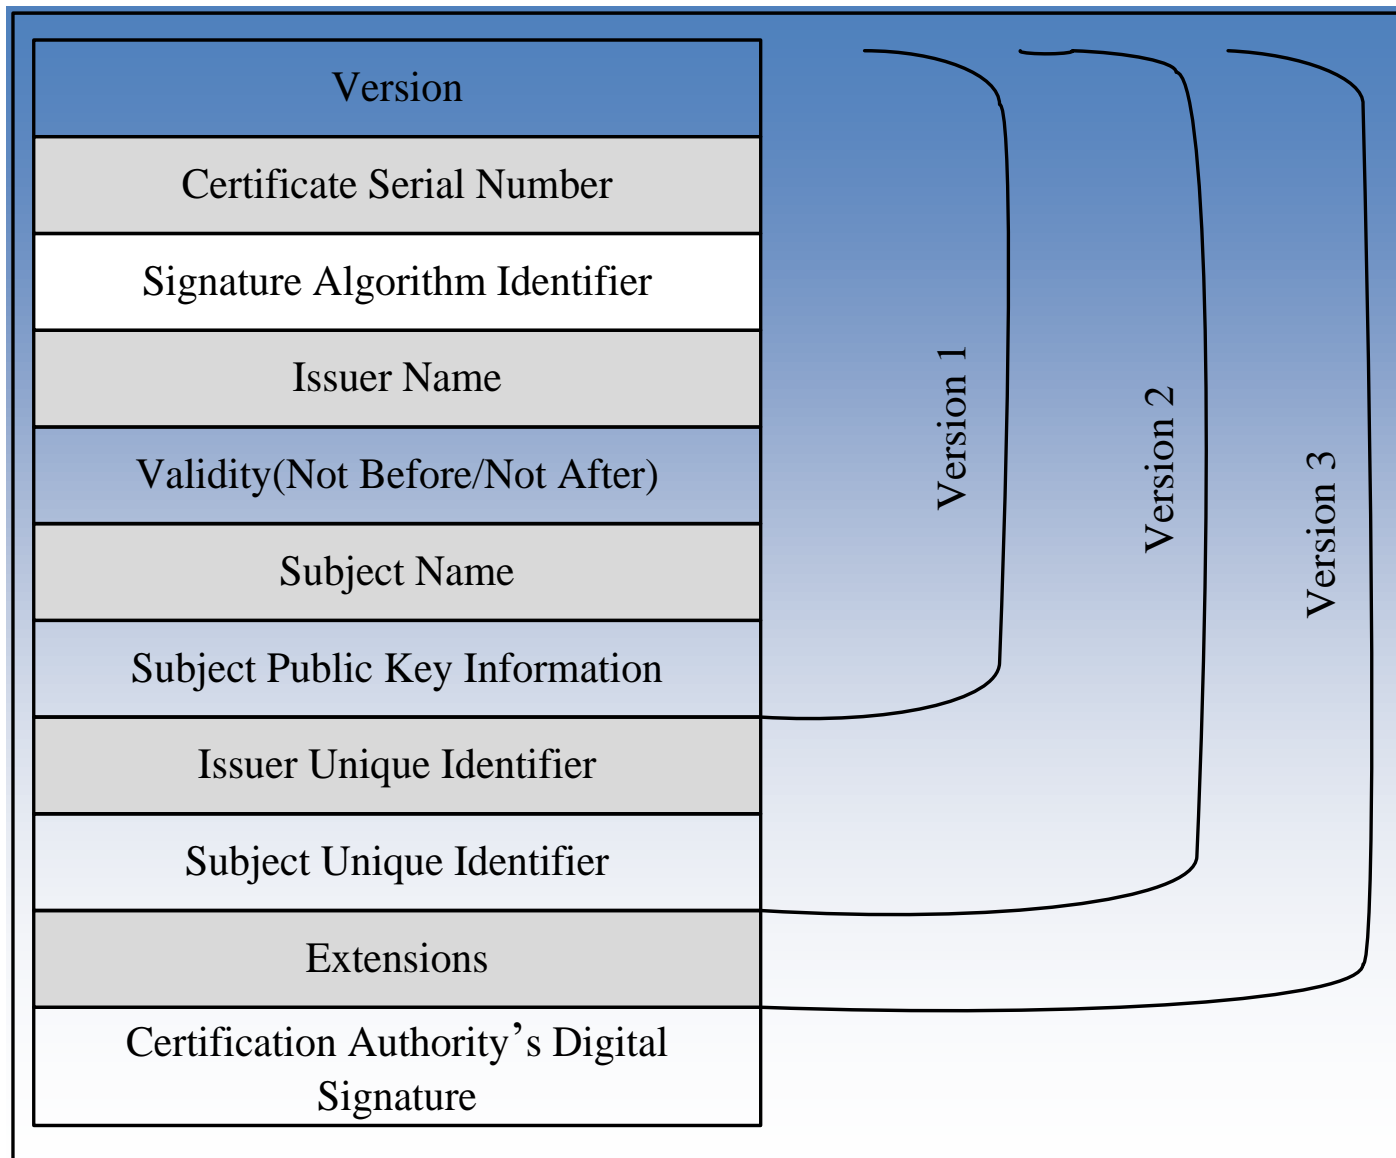 Version
Certificate Serial Number
Signature Algorithm Identifier
Issuer Name
Validity(Not Before/Not After)
Subject Name
Subject Public Key Information
Issuer Unique Identifier
Subject Unique Identifier
Extensions
Certification Authority’s Digital
Signature
Version 1
Version 2
Version 3